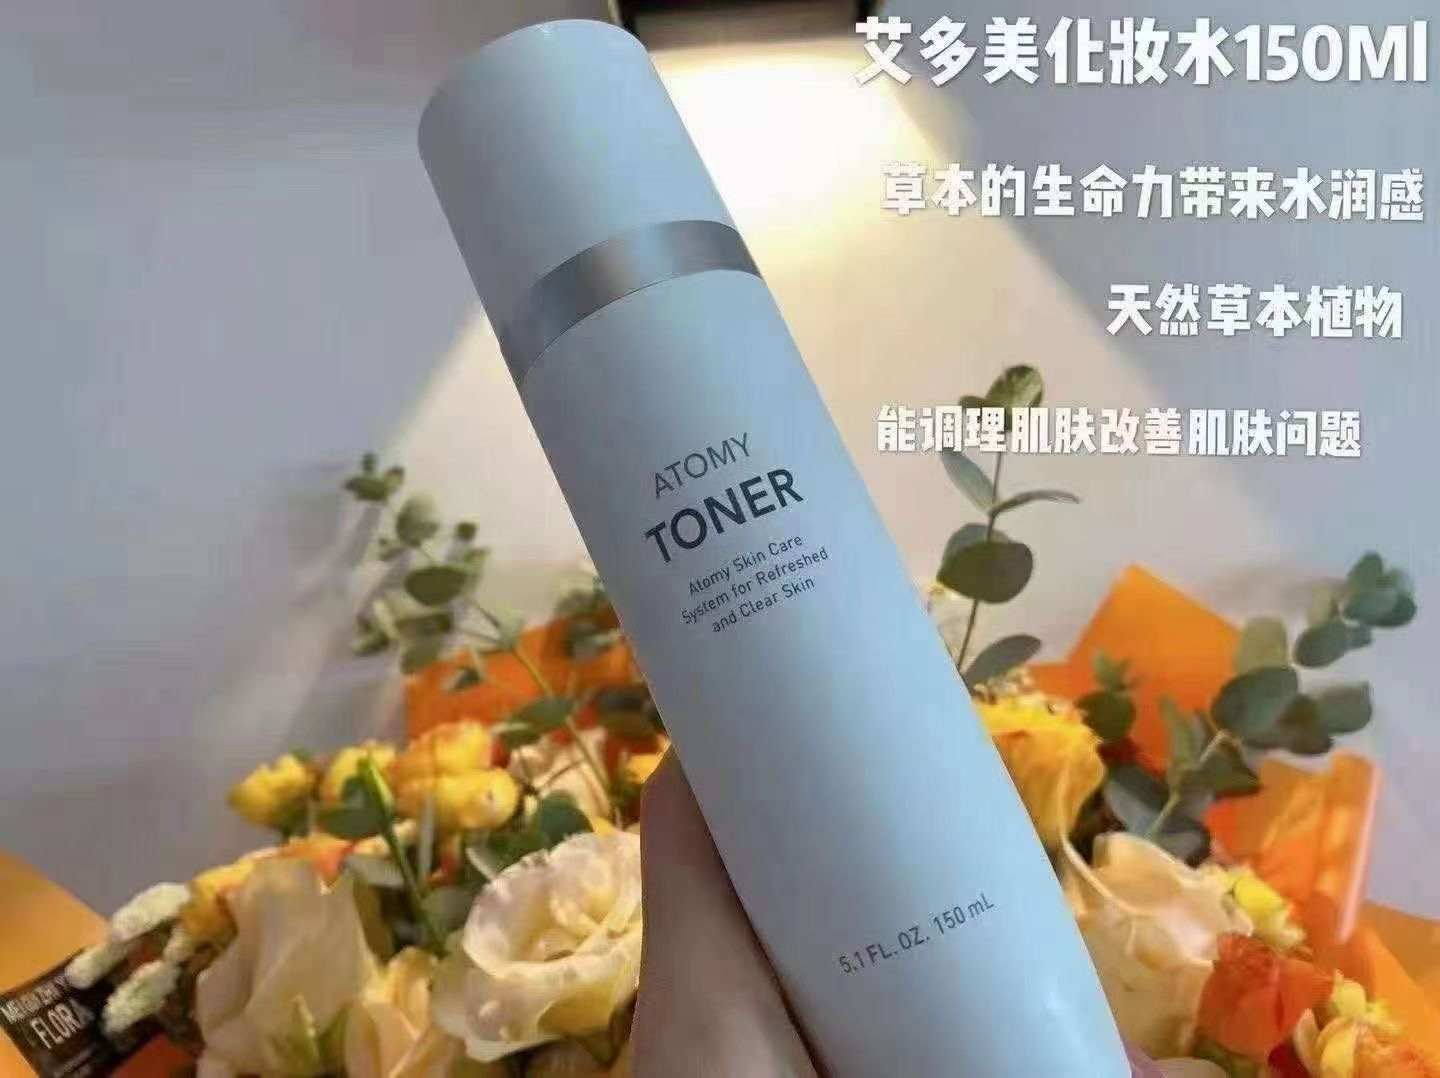 艾多美化妝水150Ml
草本的生命力带来水润感
天然草本植物
能调理肌肤改善肌肤问题
ATOMY
TONER
Atomy Skin Care
System for Refreshed
and Clear Skin
5.1 FL. OZ. 150 mL
FLORA